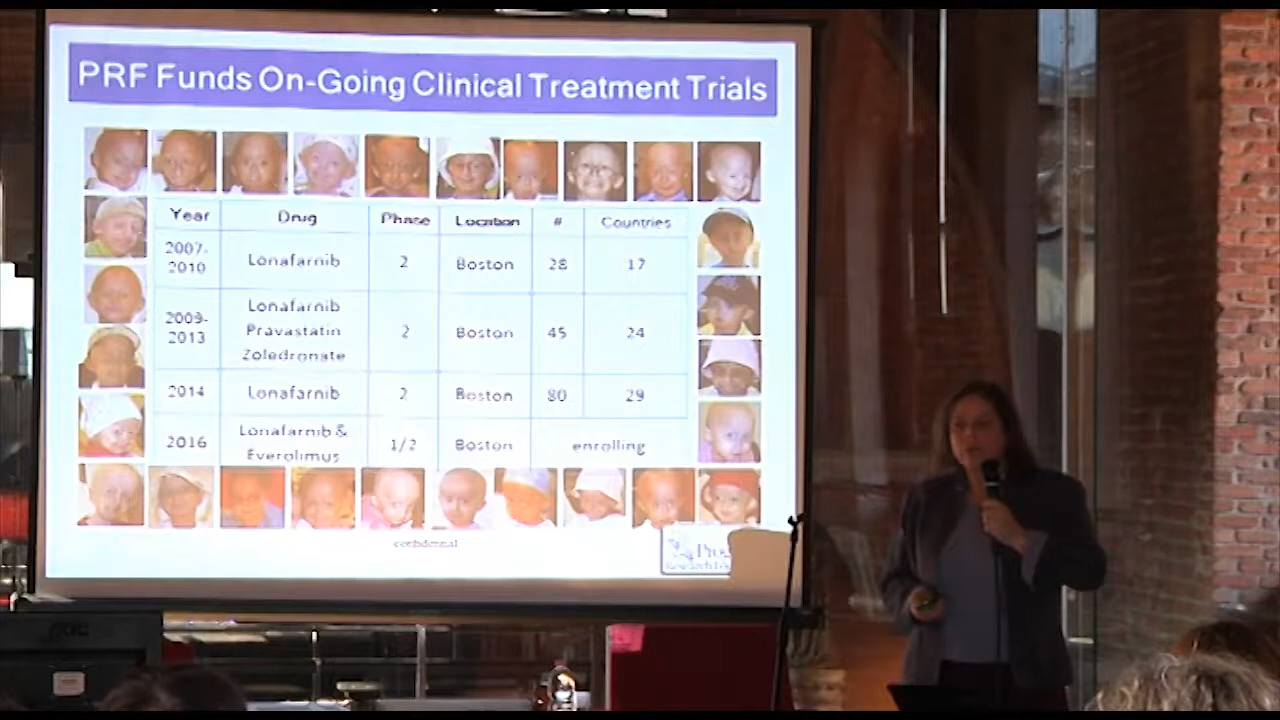 PRF Funds On-Going Clinical Treatment Trials
Year Drug Phase Location # Countries
2007-
2010 Lonafarnib 2 Boston 28 17
2009-
2013 Lonafarnib
Pravastatin 2 Boston 45 24
Zoledronate
2014 Lonafarnib 2 Boston 80 29
2016 Lonafarnib &
Everolimus 1/2 Boston enrolling
confidential